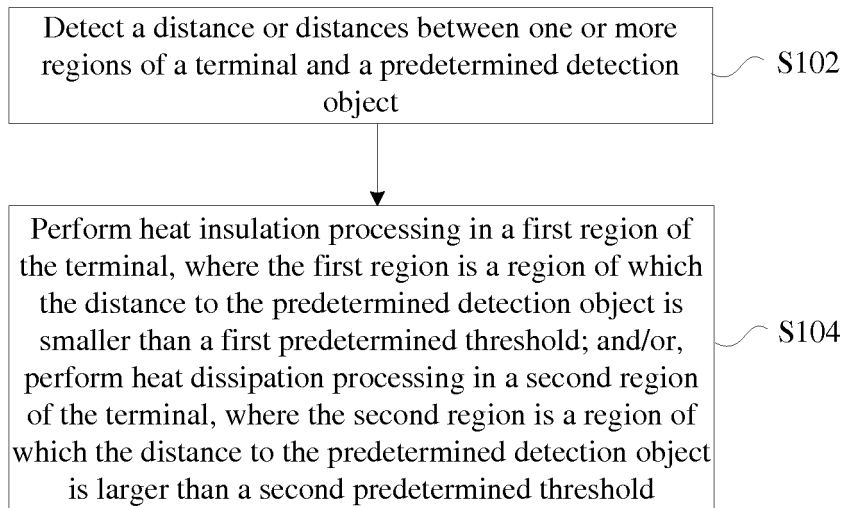 Detect a distance or distances between one or more
regions of a terminal and a predetermined detection
object
S102
Perform heat insulation processing in a first region of
the terminal, where the first region is a region of which
the distance to the predetermined detection object is
smaller than a first predetermined threshold; and/or,
perform heat dissipation processing in a second region
of the terminal, where the second region is a region of
which the distance to the predetermined detection object
is larger than a second predetermined threshold
S104